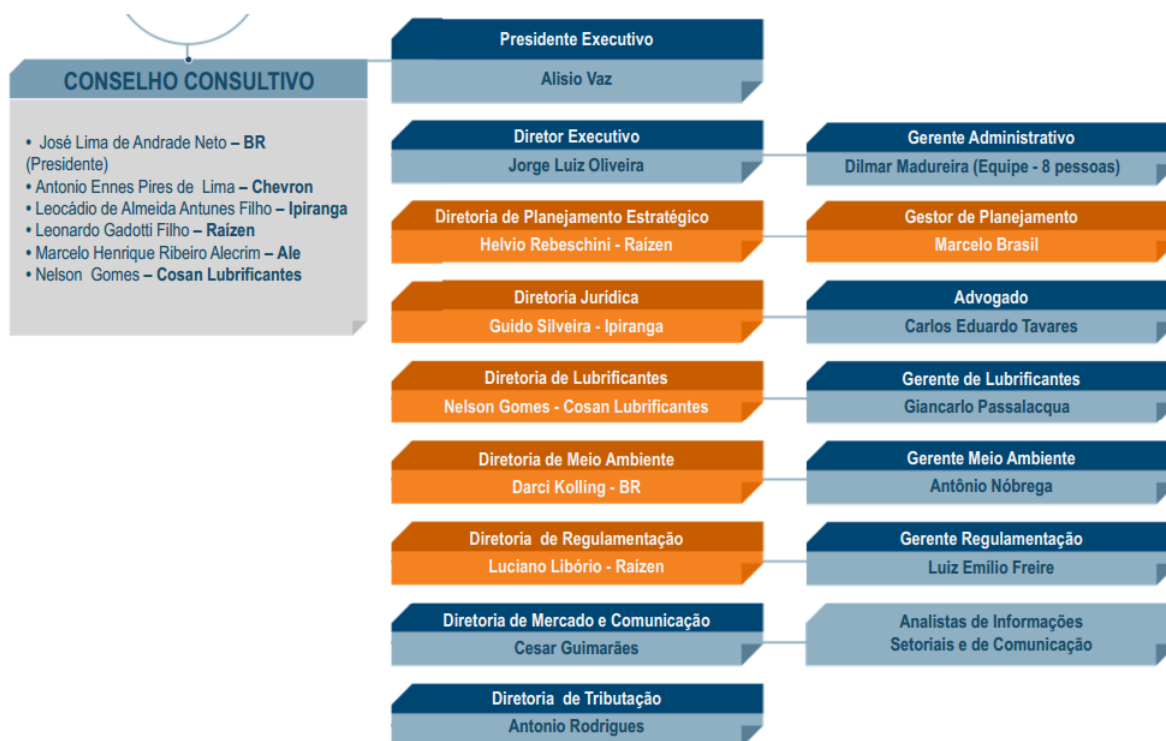 CONSELHO CONSULTIVO
• José Lima de Andrade Neto – BR
(Presidente)
• Antonio Ennes Pires de Lima – Chevron
• Leocádio de Almeida Antunes Filho – Ipiranga
• Leonardo Gadotti Filho – Raízen
• Marcelo Henrique Ribeiro Alecrim – Ale
• Nelson Gomes – Cosan Lubrificantes
Presidente Executivo
Alisio Vaz
Diretor Executivo
Jorge Luiz Oliveira
Gerente Administrativo
Dilmar Madureira (Equipe - 8 pessoas)
Diretoria de Planejamento Estratégico
Helvio Rebeschini - Raízen
Gestor de Planejamento
Marcelo Brasil
Diretoria Jurídica
Guido Silveira - Ipiranga
Advogado
Carlos Eduardo Tavares
Diretoria de Lubrificantes
Nelson Gomes - Cosan Lubrificantes
Gerente de Lubrificantes
Giancarlo Passalacqua
Diretoria de Meio Ambiente
Darci Kolling - BR
Gerente Meio Ambiente
Antônio Nóbrega
Diretoria de Regulamentação
Luciano Libório - Raízen
Gerente Regulamentação
Luiz Emílio Freire
Diretoria de Mercado e Comunicação
Cesar Guimarães
Analistas de Informações
Setoriais e de Comunicação
Diretoria de Tributação
Antonio Rodrigues